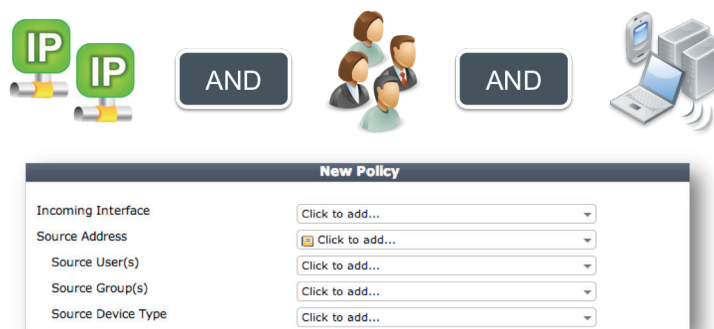 IP
IP
AND
AND
New Policy
Incoming Interface
Click to add...
Source Address
Click to add...
Source User(s)
Click to add...
Source Group(s)
Click to add...
Source Device Type
Click to add...